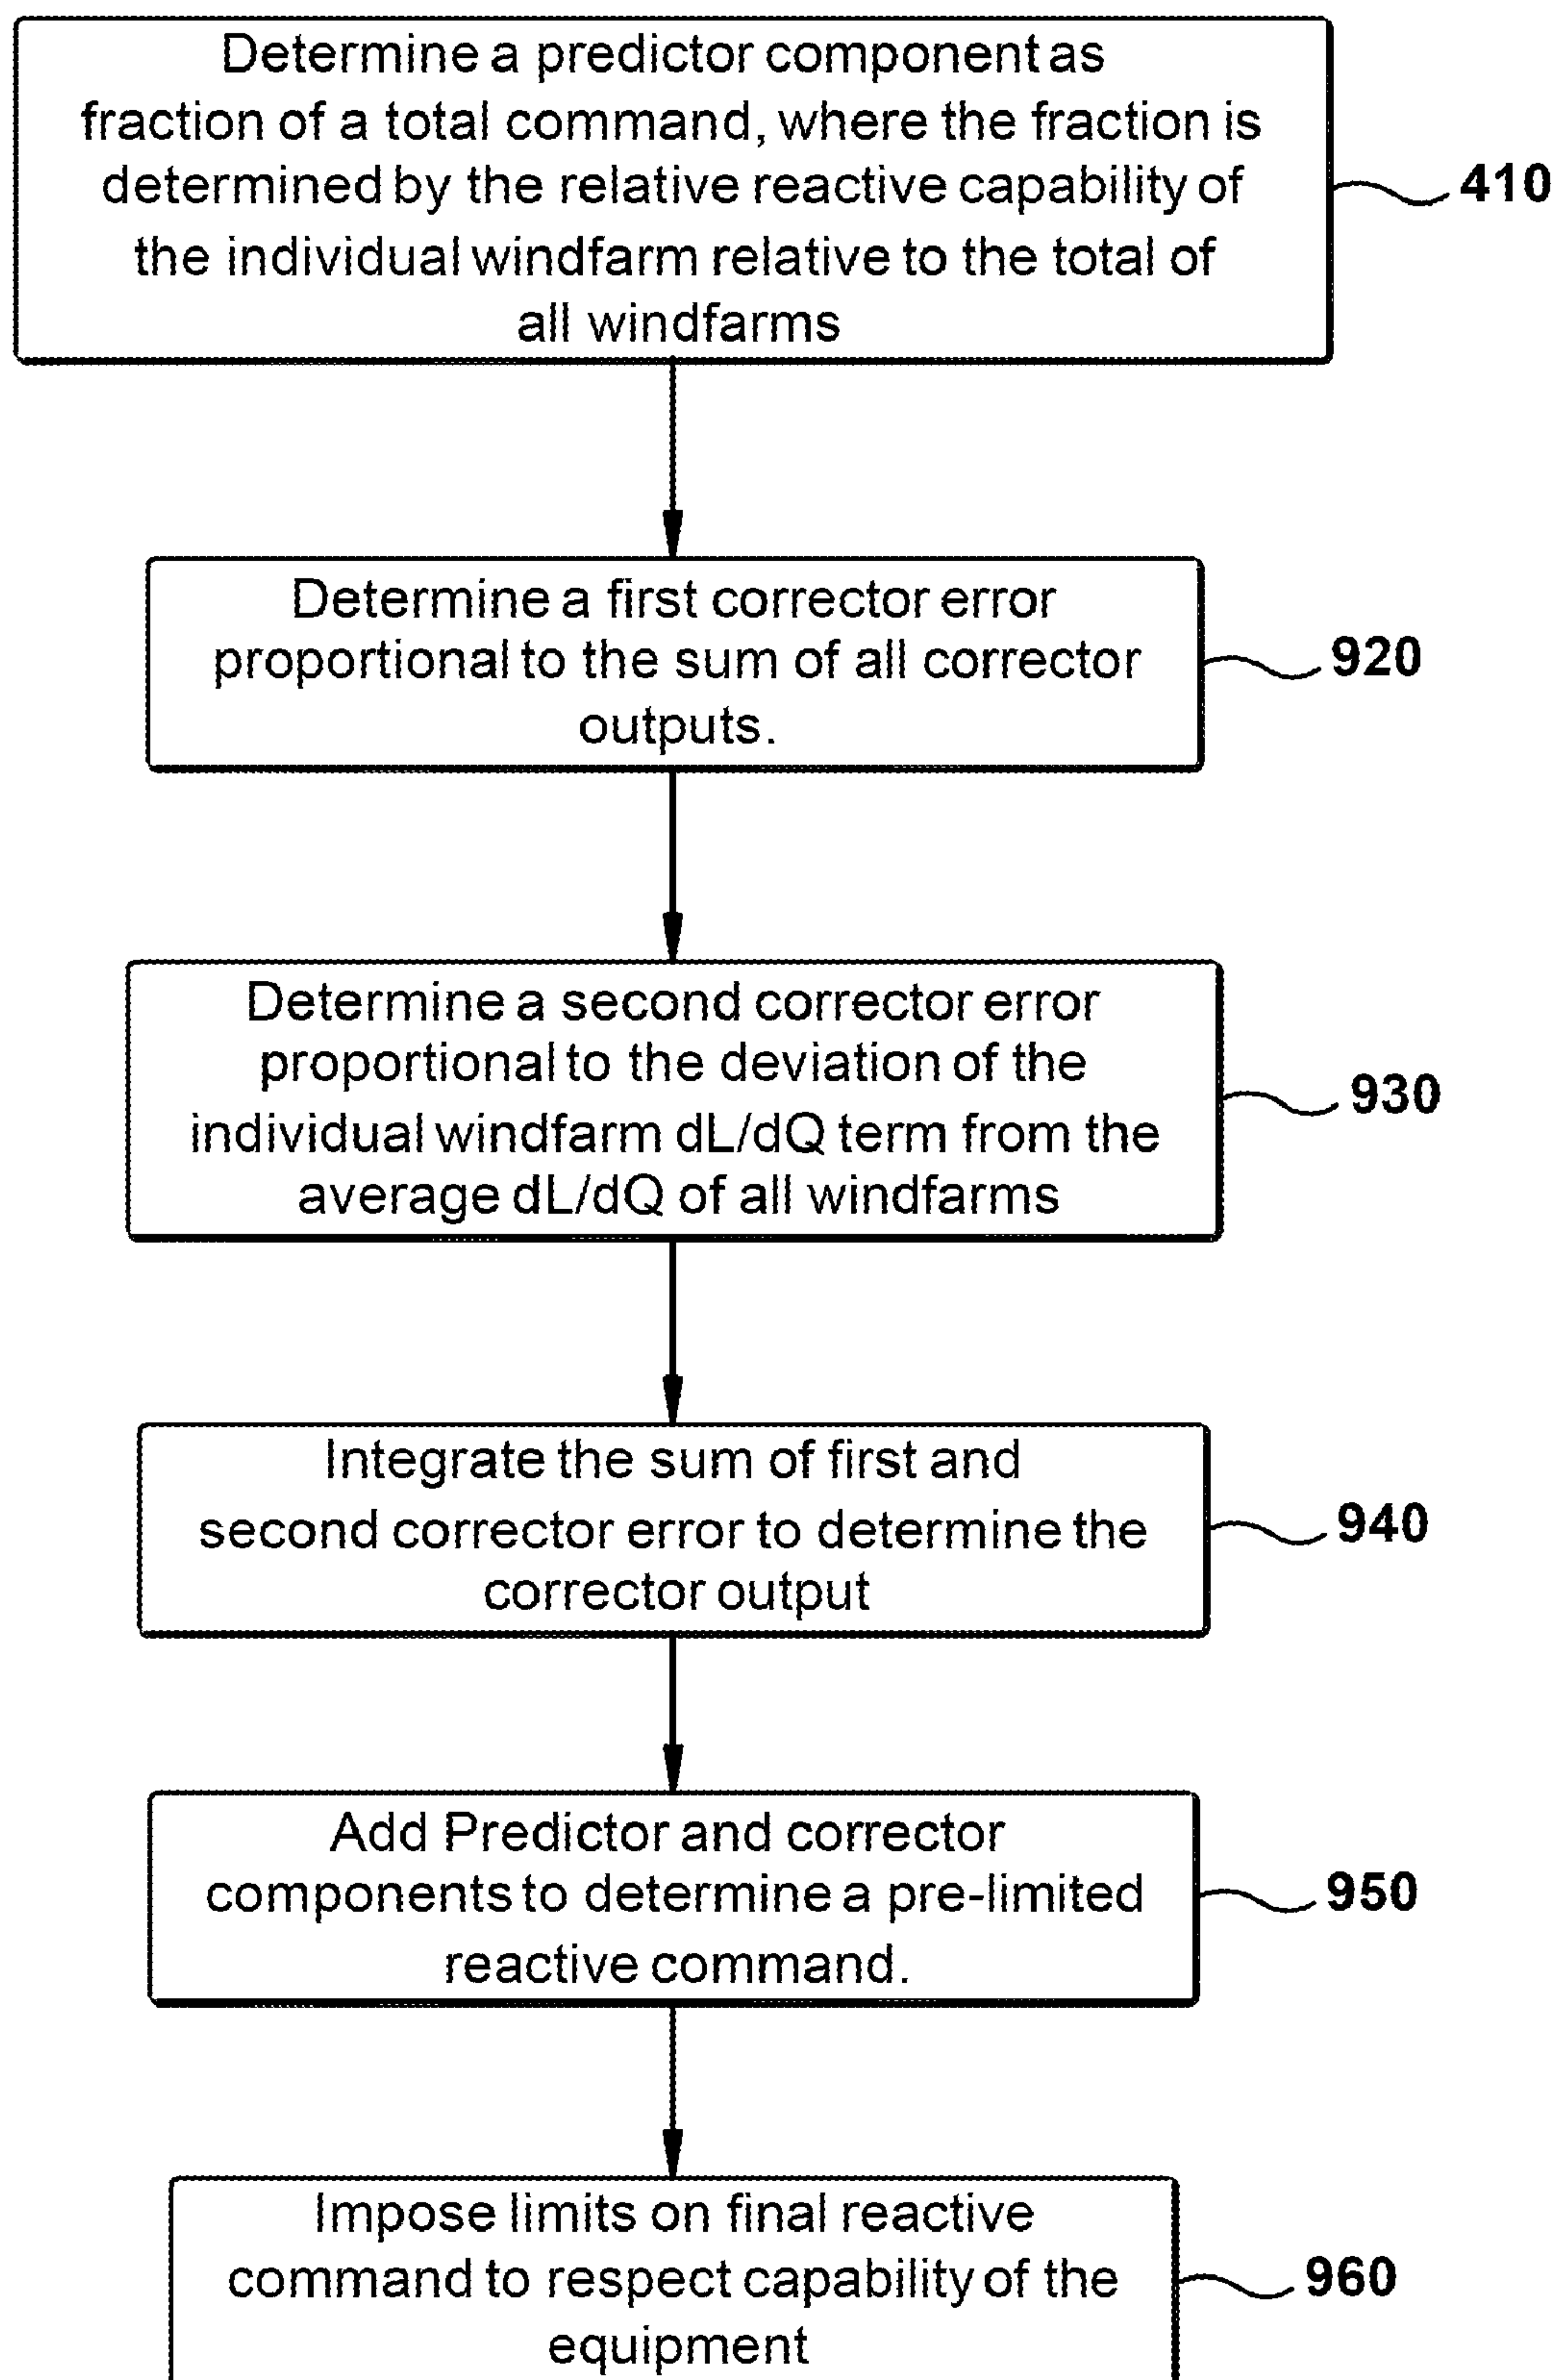 Determine a predictor component as
fraction of a total command, where the fraction is
determined by the relative reactive capability of
the individual windfarm relative to the total of
all windfarms
410
Determine a first corrector error
proportional to the sum of all corrector
outputs.
920
Determine a second corrector error
proportional to the deviation of the
individual windfarm dL/dQ term from the
average dL/dQ of all windfarms
930
Integrate the sum of first and
second corrector error to determine the
corrector output
940
Add Predictor and corrector
components to determine a pre-limited
reactive command.
950
Impose limits on final reactive
command to respect capability of the
equipment
960